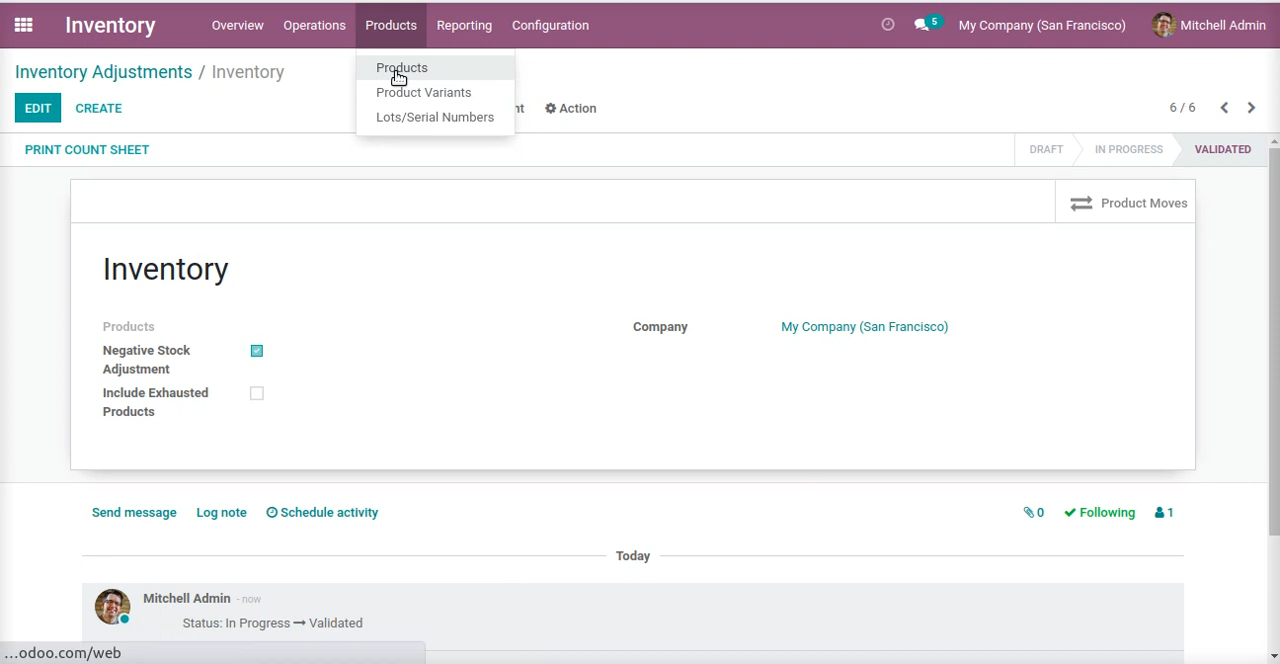 Inventory Overview Operations Products Reporting Configuration 5 My Company (San Francisco) Mitchell Admin
Products
Product Variants
Lots/Serial Numbers
Inventory Adjustments / Inventory
EDIT CREATE nt Action 6 / 6
PRINT COUNT SHEET DRAFT IN PROGRESS VALIDATED
Product Moves
Inventory
Products
Negative Stock
Adjustment
Include Exhausted
Products
Company My Company (San Francisco)
Send message Log note Schedule activity 0 Following 1
Today
Mitchell Admin - now
Status: In Progress → Validated
...odoo.com/web